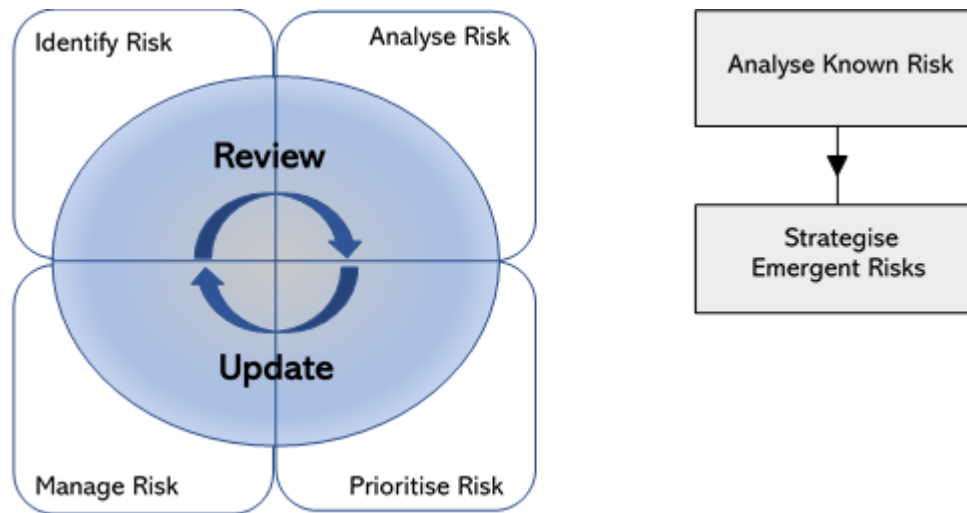 Identify Risk
Analyse Risk
Review
Update
Manage Risk
Prioritise Risk
Analyse Known Risk
Strategise
Emergent Risks